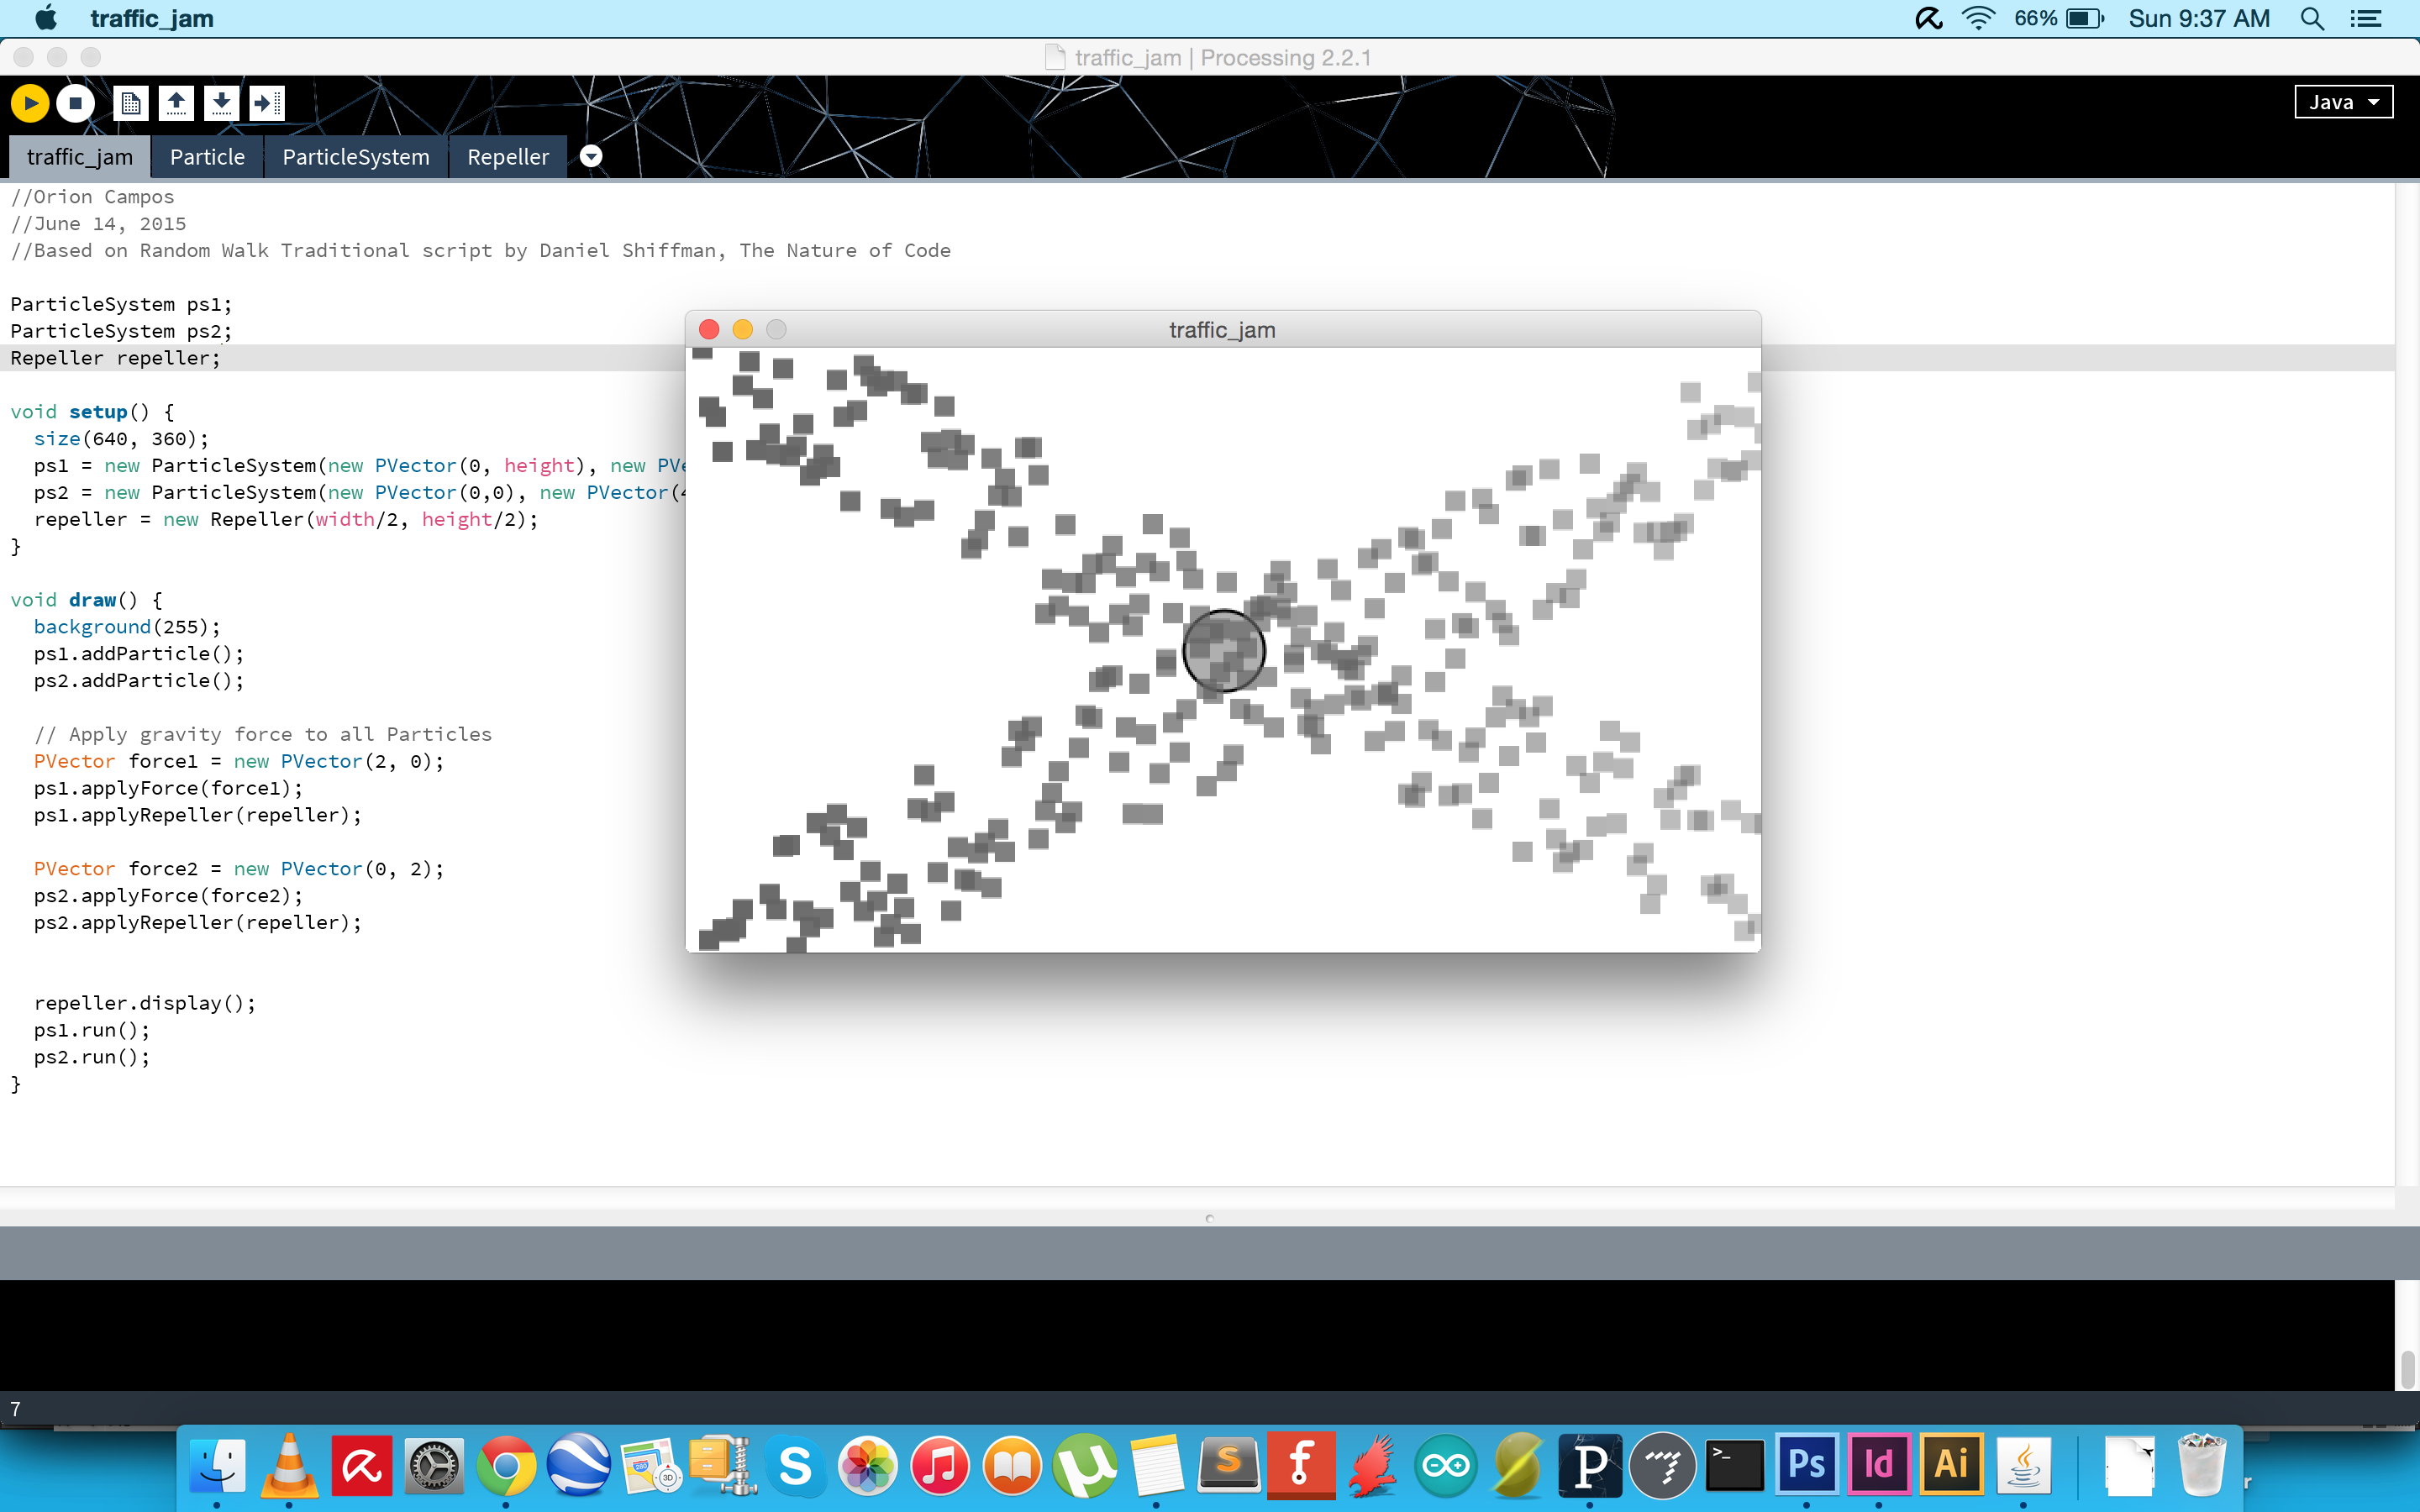 traffic_jam
66%
Sun 9:37 AM
traffic_jam | Processing 2.2.1
Java
traffic_jam
Particle
ParticleSystem
Repeller
//Orion Campos
//June 14, 2015
//Based on Random Walk Traditional script by Daniel Shiffman, The Nature of Code
ParticleSystem ps1;
ParticleSystem ps2;
Repeller repeller;
void setup() {
size(640, 360);
ps1 = new ParticleSystem(new PVector(0, height), new PVe
ps2 = new ParticleSystem(new PVector(0,0), new PVector(
repeller = new Repeller(width/2, height/2);
}
void draw() {
background(255);
ps1.addParticle();
ps2.addParticle();
// Apply gravity force to all Particles
PVector force1 = new PVector(2, 0);
ps1.applyForce(force1);
ps1.applyRepeller(repeller);
PVector force2 = new PVector(0, 2);
ps2.applyForce(force2);
ps2.applyRepeller(repeller);
repeller.display();
ps1.run();
ps2.run();
}
traffic_jam
7
280
3D
S
S
f
P
>_
Ps
Id
Ai